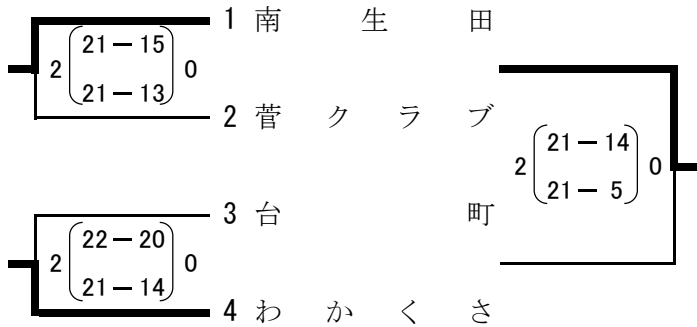 1 南生田
2 ( 21 － 15 ) 0
21 － 13
2 菅クラブ
2 ( 21 － 14 ) 0
21 － 5
3 台町
2 ( 22 － 20 ) 0
21 － 14
4 わかくさ